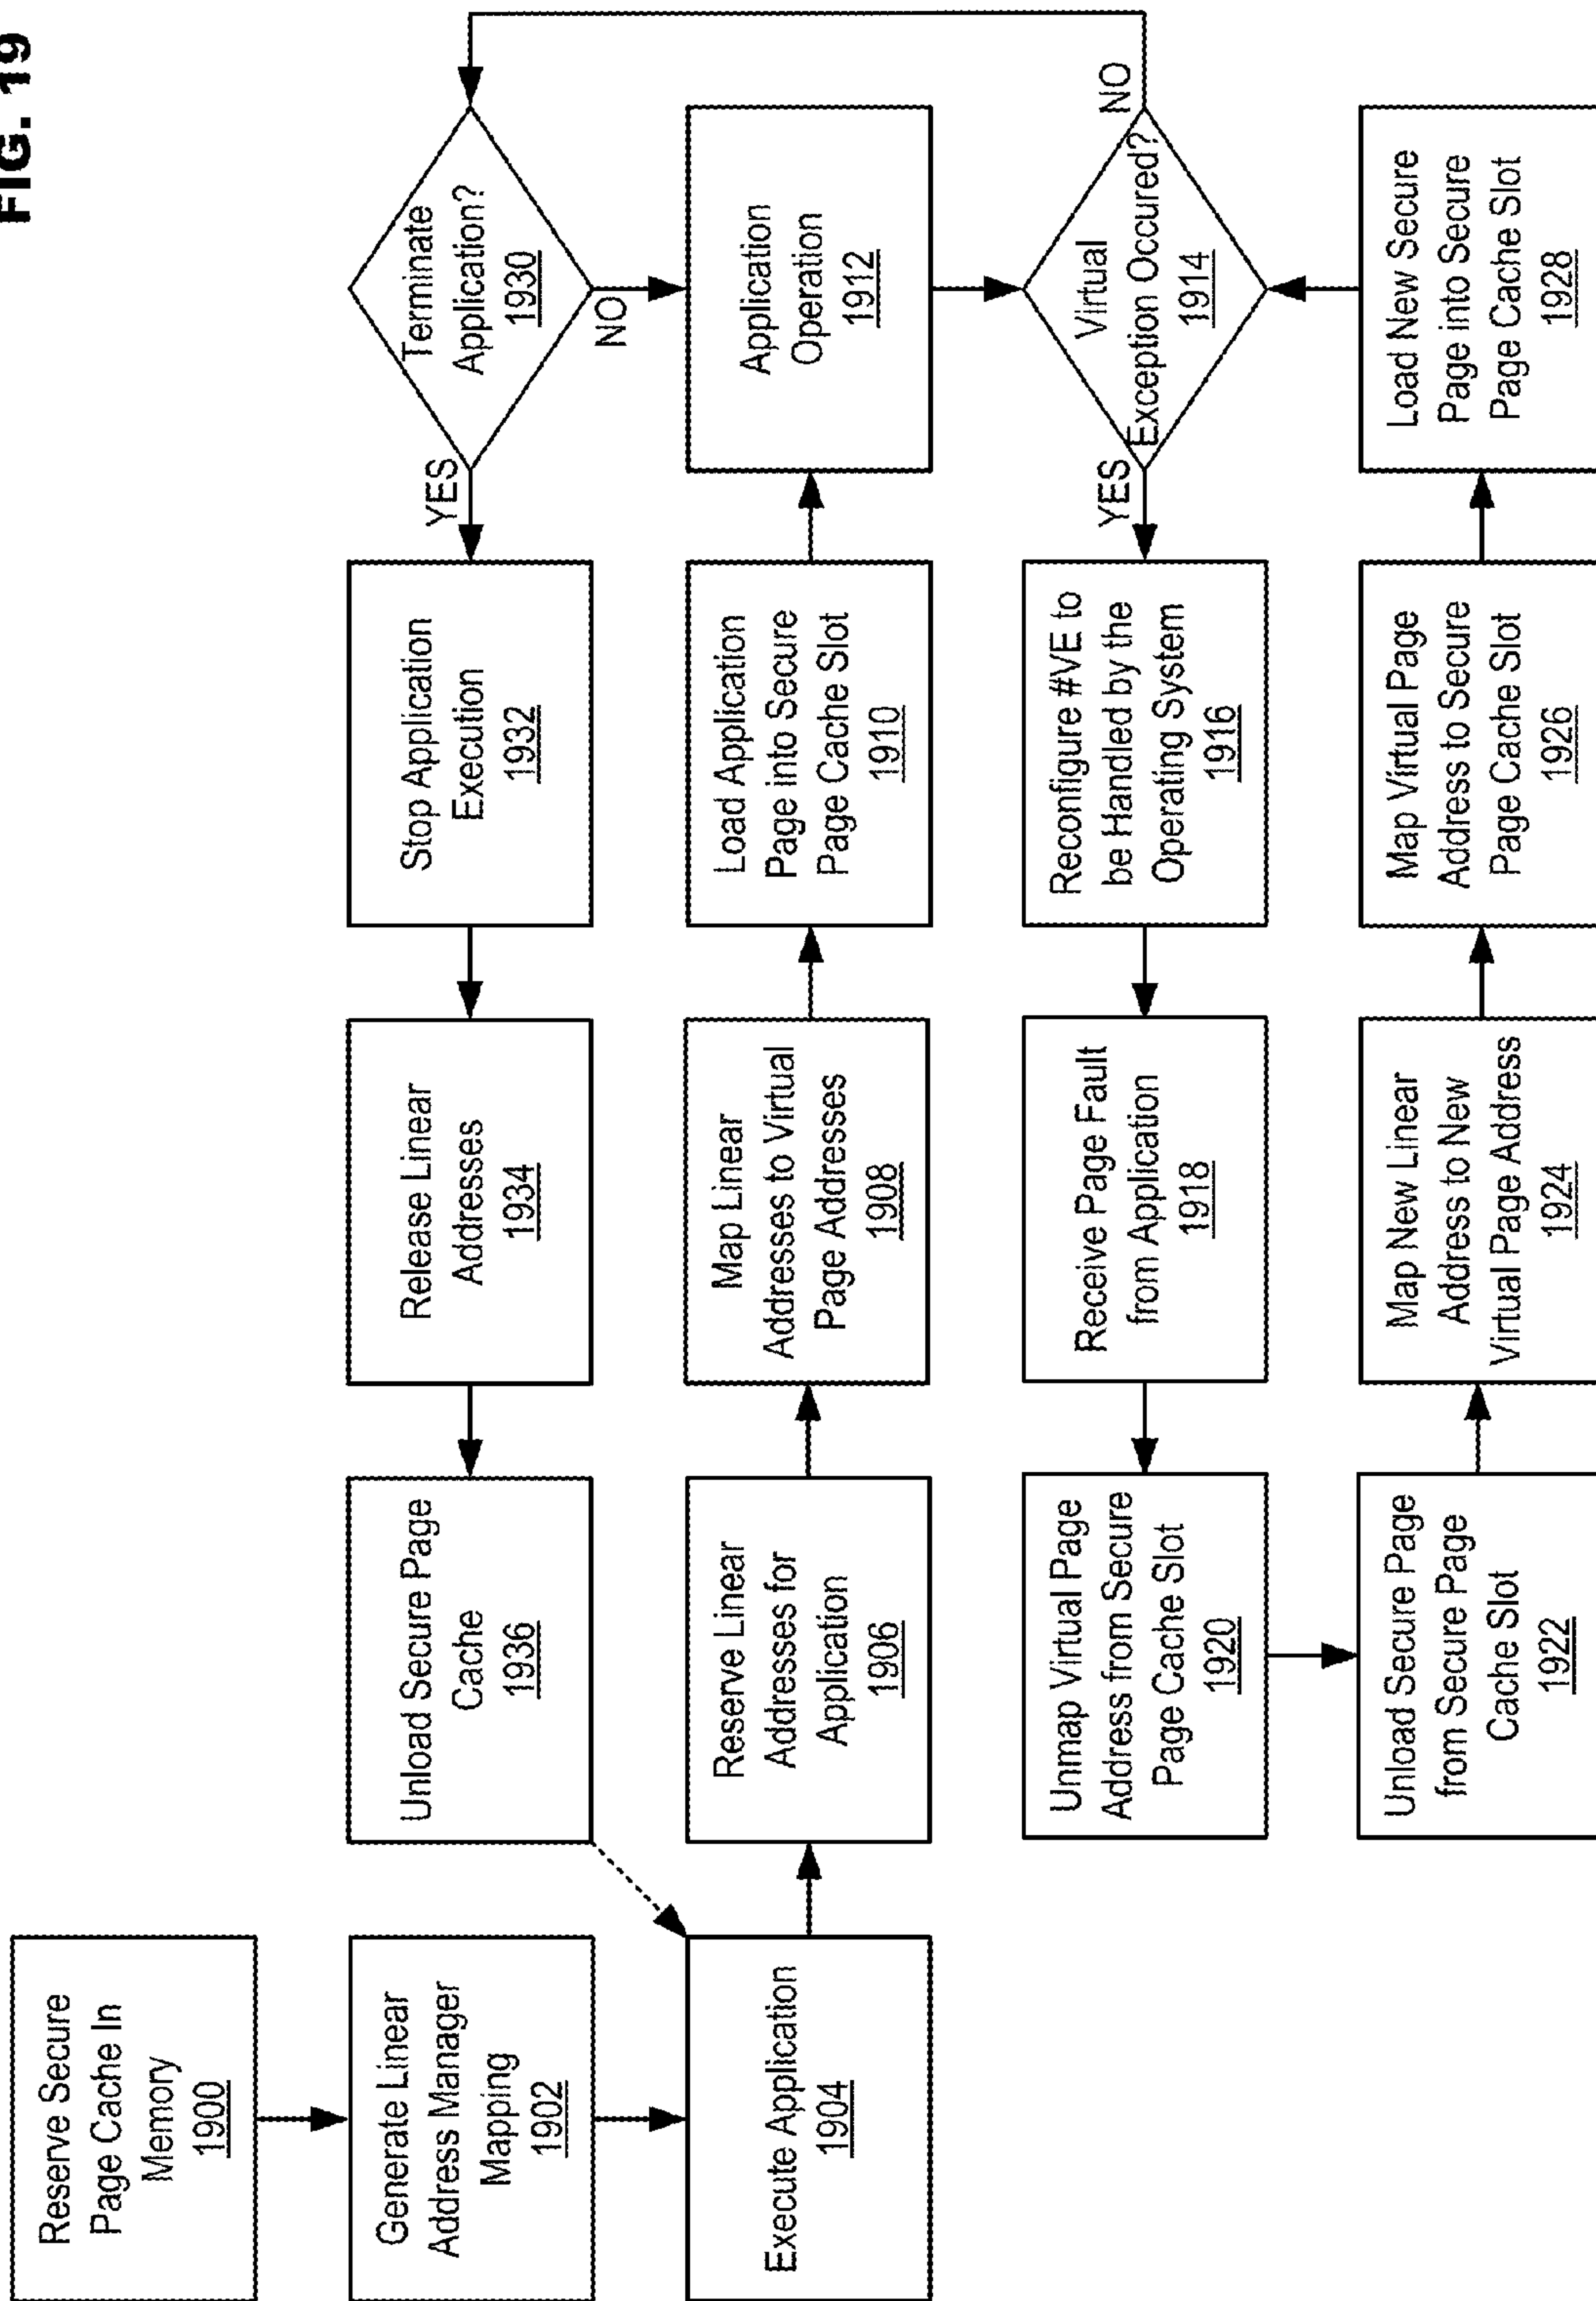 FIG. 19
Reserve Secure
Page Cache In
Memory
1900
Generate Linear
Address Manager
Mapping
1902
Execute Application
1904
Unload Secure Page
Cache
1936
Release Linear
Addresses
1934
Stop Application
Execution
1932
YES
Terminate
Application?
1930
NO
Reserve Linear
Addresses for
Application
1906
Map Linear
Addresses to Virtual
Page Addresses
1908
Load Application
Page into Secure
Page Cache Slot
1910
Application
Operation
1912
Unmap Virtual Page
Address from Secure
Page Cache Slot
1920
Receive Page Fault
from Application
1918
Reconfigure #VE to
be Handled by the
Operating System
1916
YES
Virtual
Exception Occured?
1914
NO
Unload Secure Page
from Secure Page
Cache Slot
1922
Map New Linear
Address to New
Virtual Page Address
1924
Map Virtual Page
Address to Secure
Page Cache Slot
1926
Load New Secure
Page into Secure
Page Cache Slot
1928